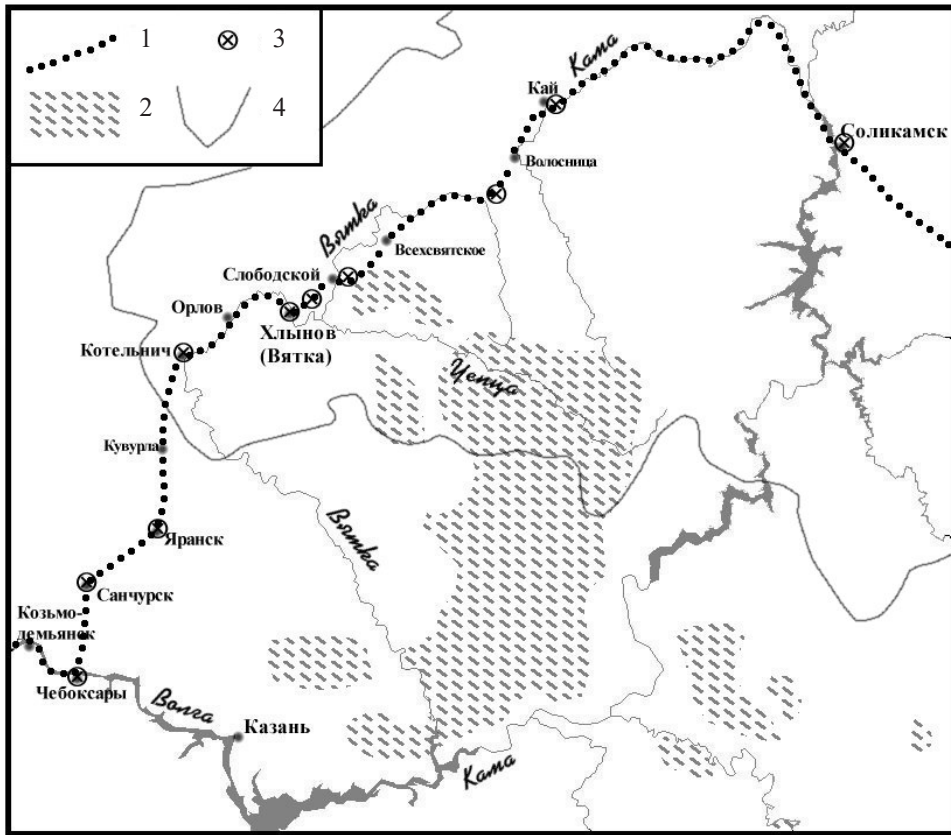 1
3
2
4
Кама
Кай
Соликамск
Волосница
Вятка
Всехсвятское
Слободской
Орлов
Хлынов
(Вятка)
Котельнич
Чепца
Кувурла
Вятка
Яранск
Санчурск
Козьмо-
демьянск
Чебоксары
Волга
Казань
Кама